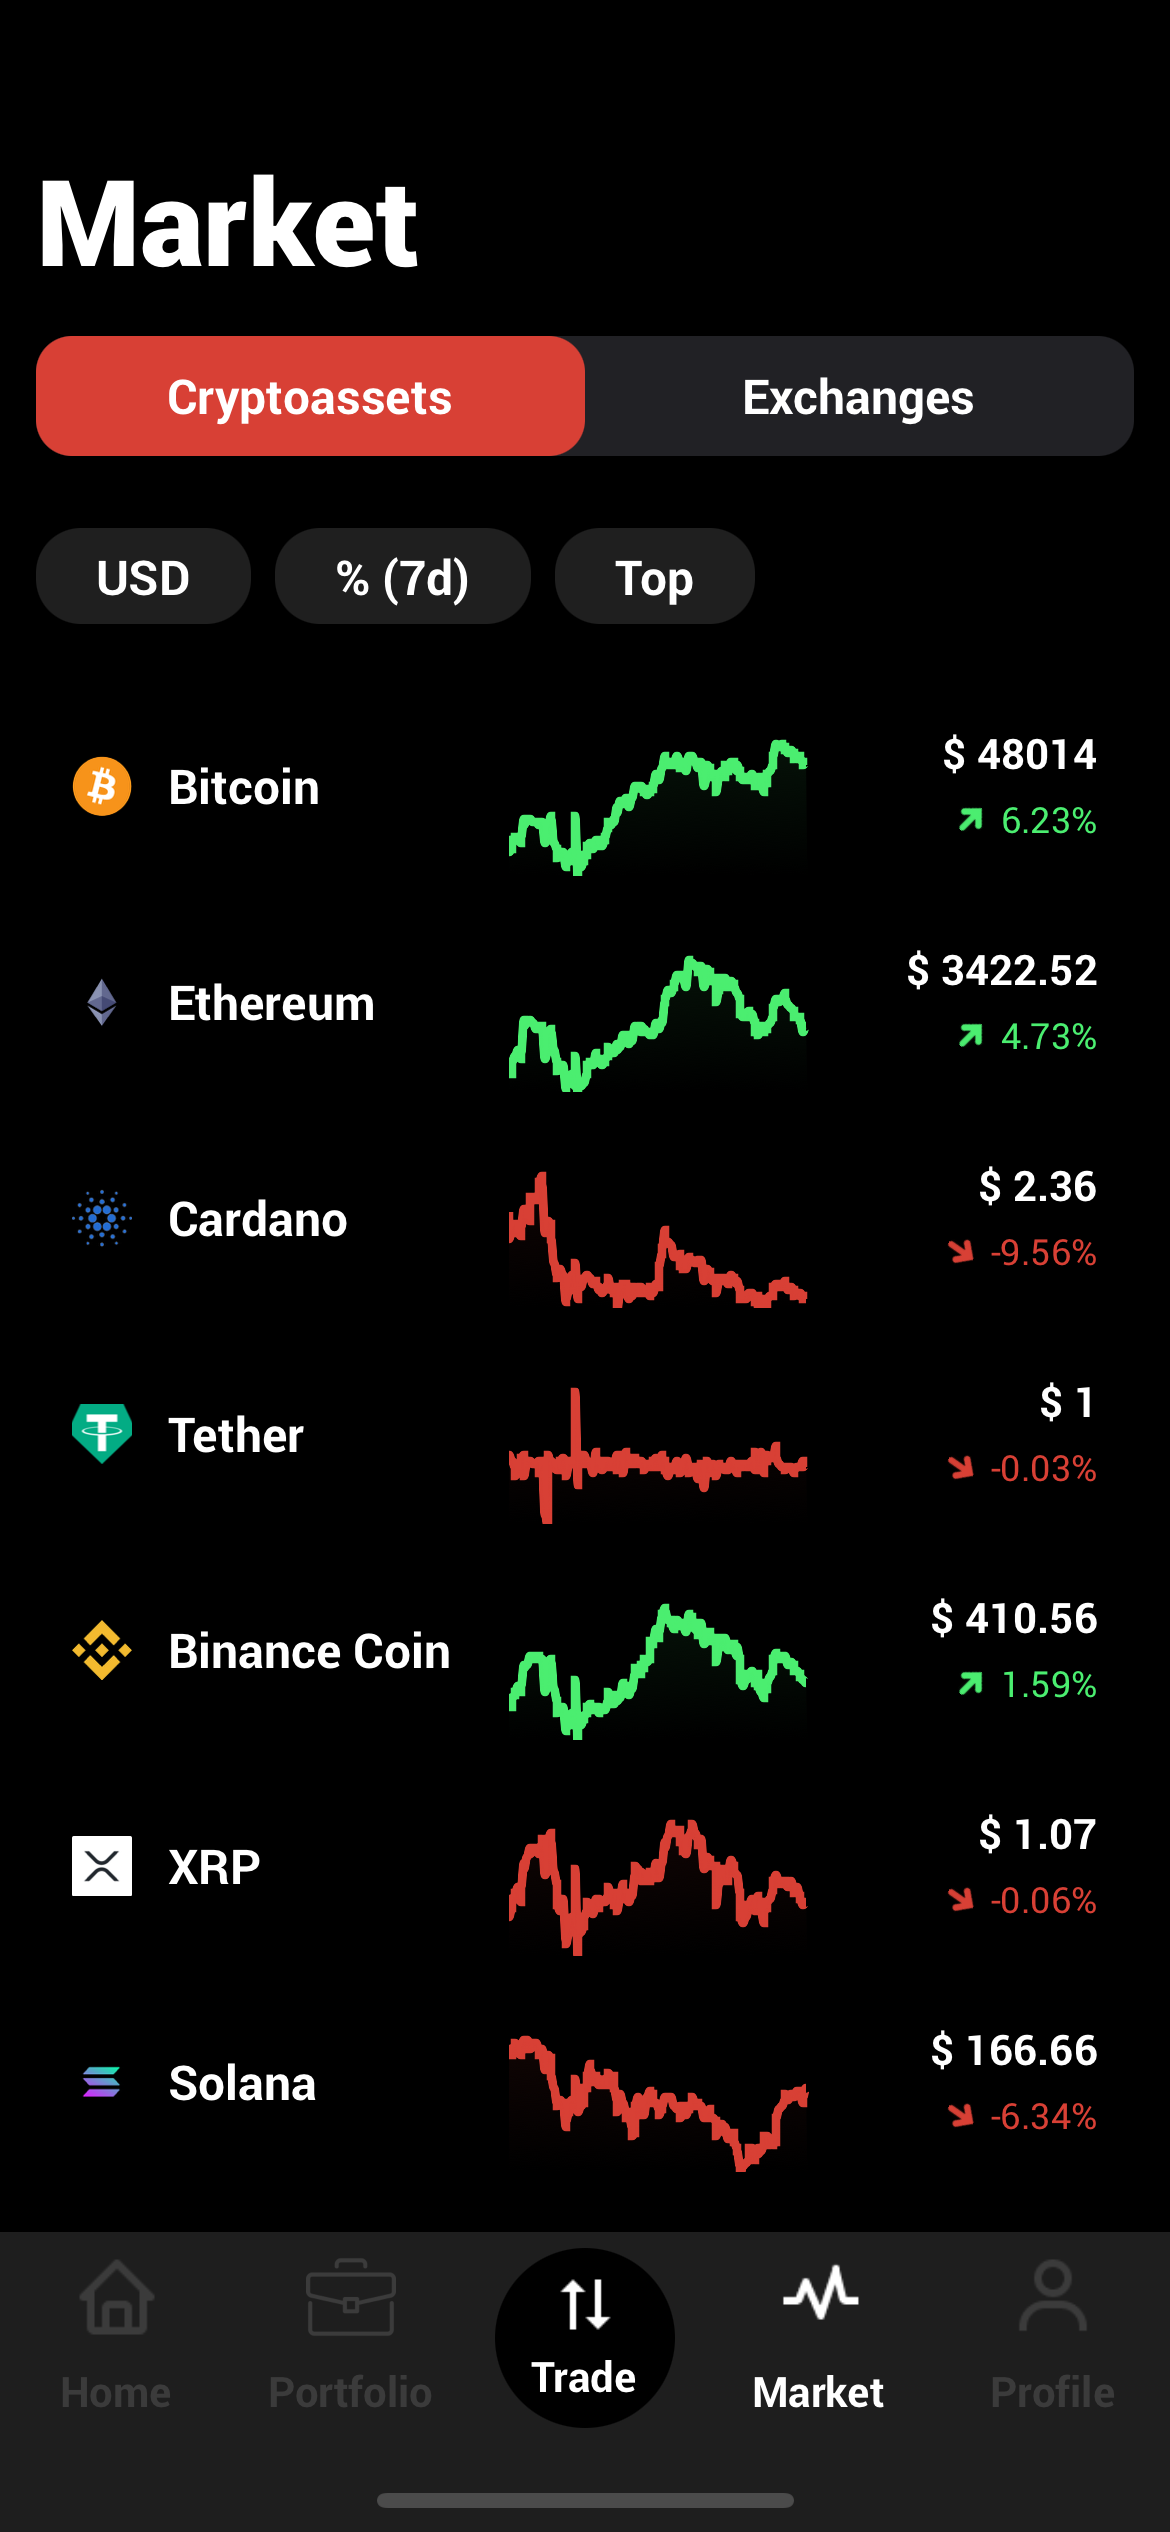 Market
Cryptoassets Exchanges
USD % (7d) Top
Bitcoin $ 48014
6.23%
Ethereum $ 3422.52
4.73%
Cardano $ 2.36
-9.56%
Tether $ 1
-0.03%
Binance Coin $ 410.56
1.59%
XRP $ 1.07
-0.06%
Solana $ 166.66
-6.34%
Home Portfolio Trade Market Profile